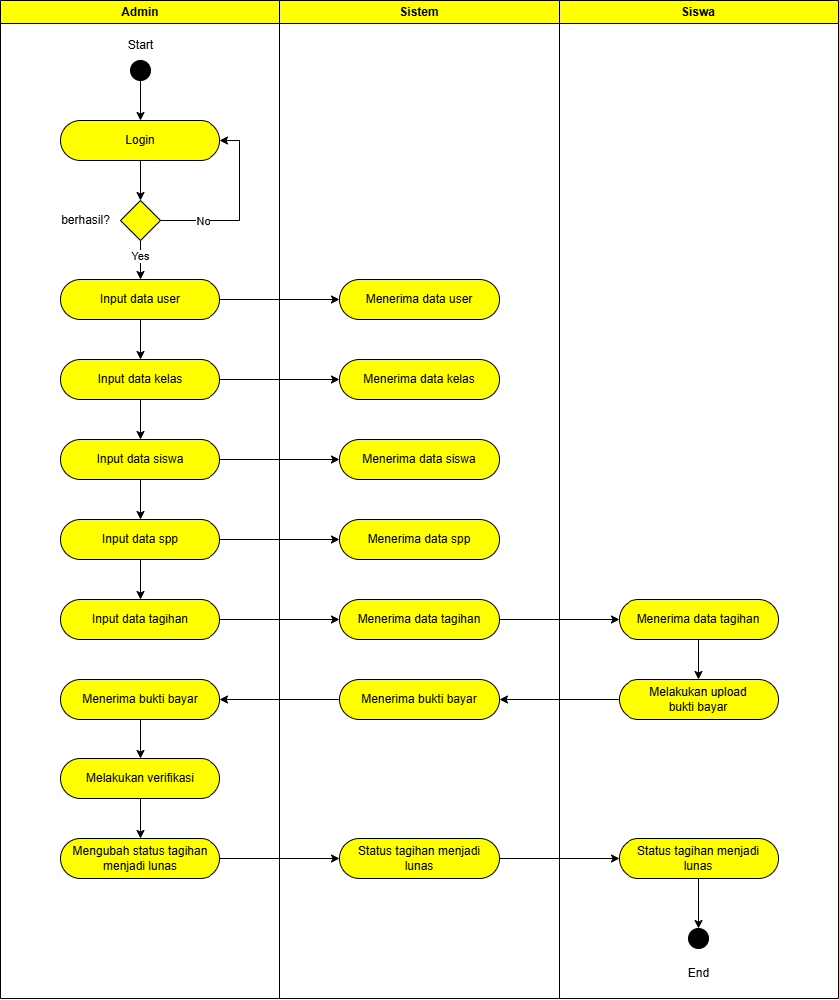 Admin
Sistem
Siswa
Start
Login
berhasil?
No
Yes
Input data user
Menerima data user
Input data kelas
Menerima data kelas
Input data siswa
Menerima data siswa
Input data spp
Menerima data spp
Input data tagihan
Menerima data tagihan
Menerima data tagihan
Menerima bukti bayar
Menerima bukti bayar
Melakukan upload
bukti bayar
Melakukan verifikasi
Mengubah status tagihan
menjadi lunas
Status tagihan menjadi
lunas
Status tagihan menjadi
lunas
End